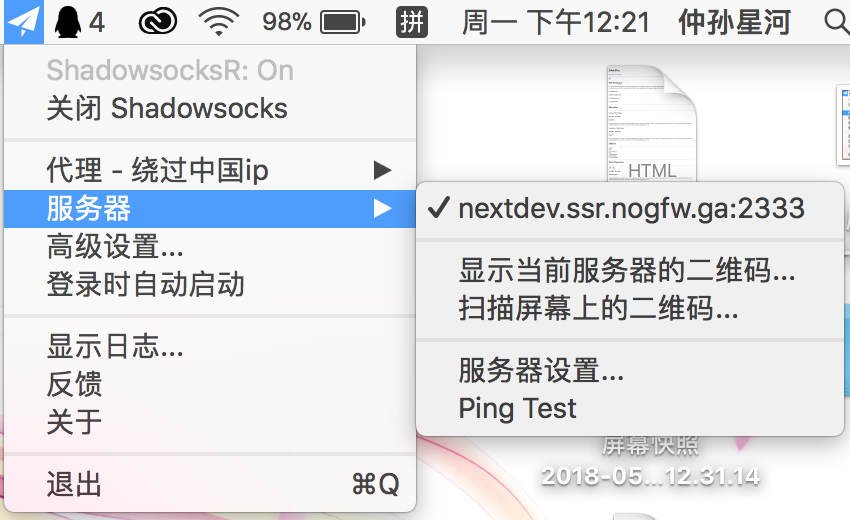 4 98% 拼 周一 下午12:21 仲孙星河
ShadowsocksR: On
关闭 Shadowsocks
代理 - 绕过中国ip
服务器
高级设置...
登录时自动启动
显示日志...
反馈
关于
退出 ⌘Q
HTML
nextdev.ssr.nogfw.ga:2333
显示当前服务器的二维码...
扫描屏幕上的二维码...
服务器设置...
Ping Test
屏幕快照
2018-05...12.31.14